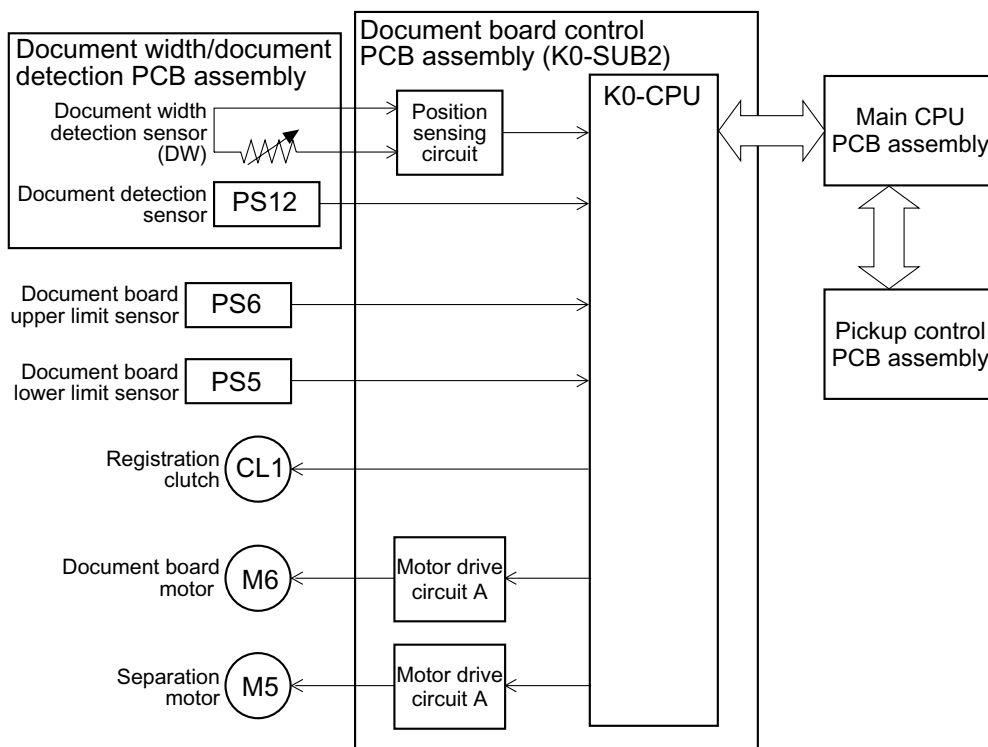 Document width/document
detection PCB assembly
Document width
detection sensor
(DW)
Document detection
sensor
PS12
Document board control
PCB assembly (K0-SUB2)
Position
sensing
circuit
K0-CPU
Main CPU
PCB assembly
Pickup control
PCB assembly
Document board
upper limit sensor
PS6
Document board
lower limit sensor
PS5
Registration
clutch
CL1
Document board
motor
M6
Motor drive
circuit A
Separation
motor
M5
Motor drive
circuit A